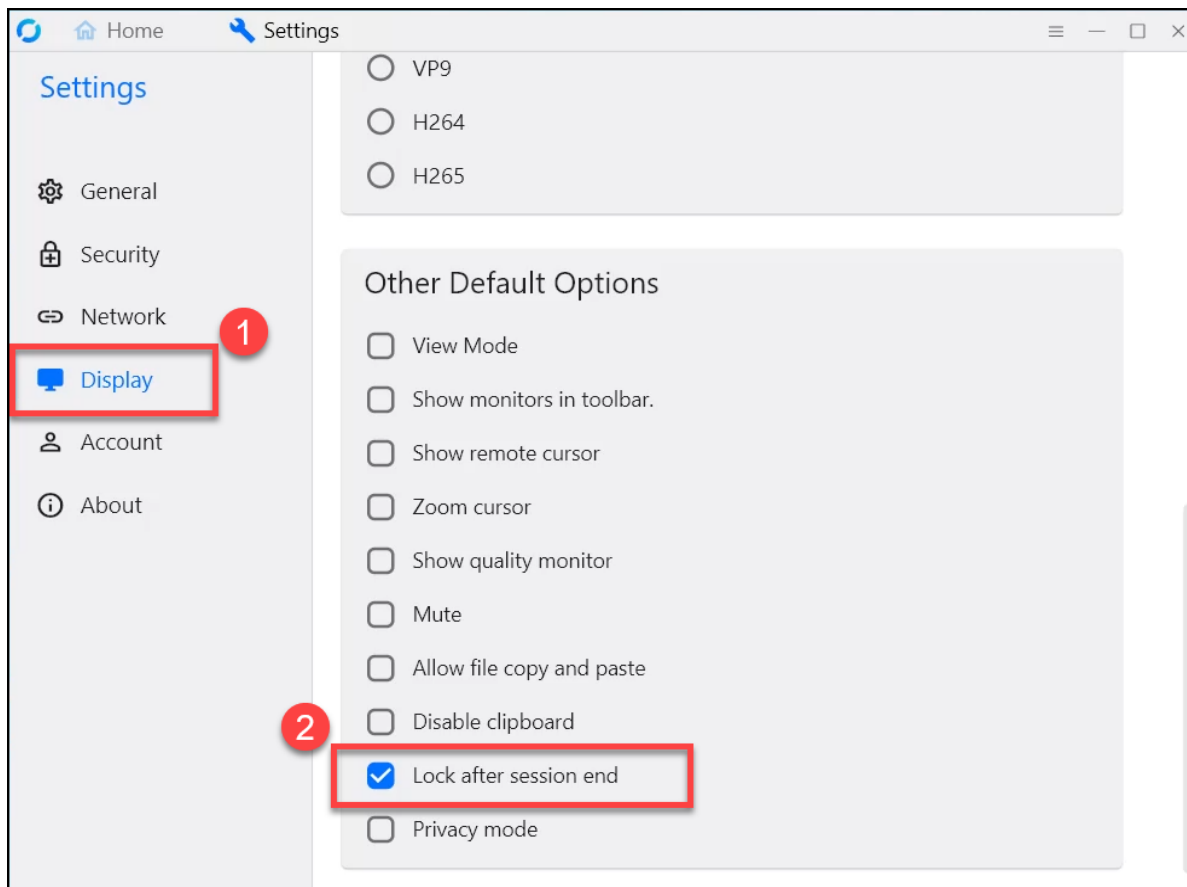 Home
Settings
Settings
General
Security
Network
1
Display
Account
About
VP9
H264
H265
Other Default Options
View Mode
Show monitors in toolbar.
Show remote cursor
Zoom cursor
Show quality monitor
Mute
Allow file copy and paste
Disable clipboard
2
Lock after session end
Privacy mode